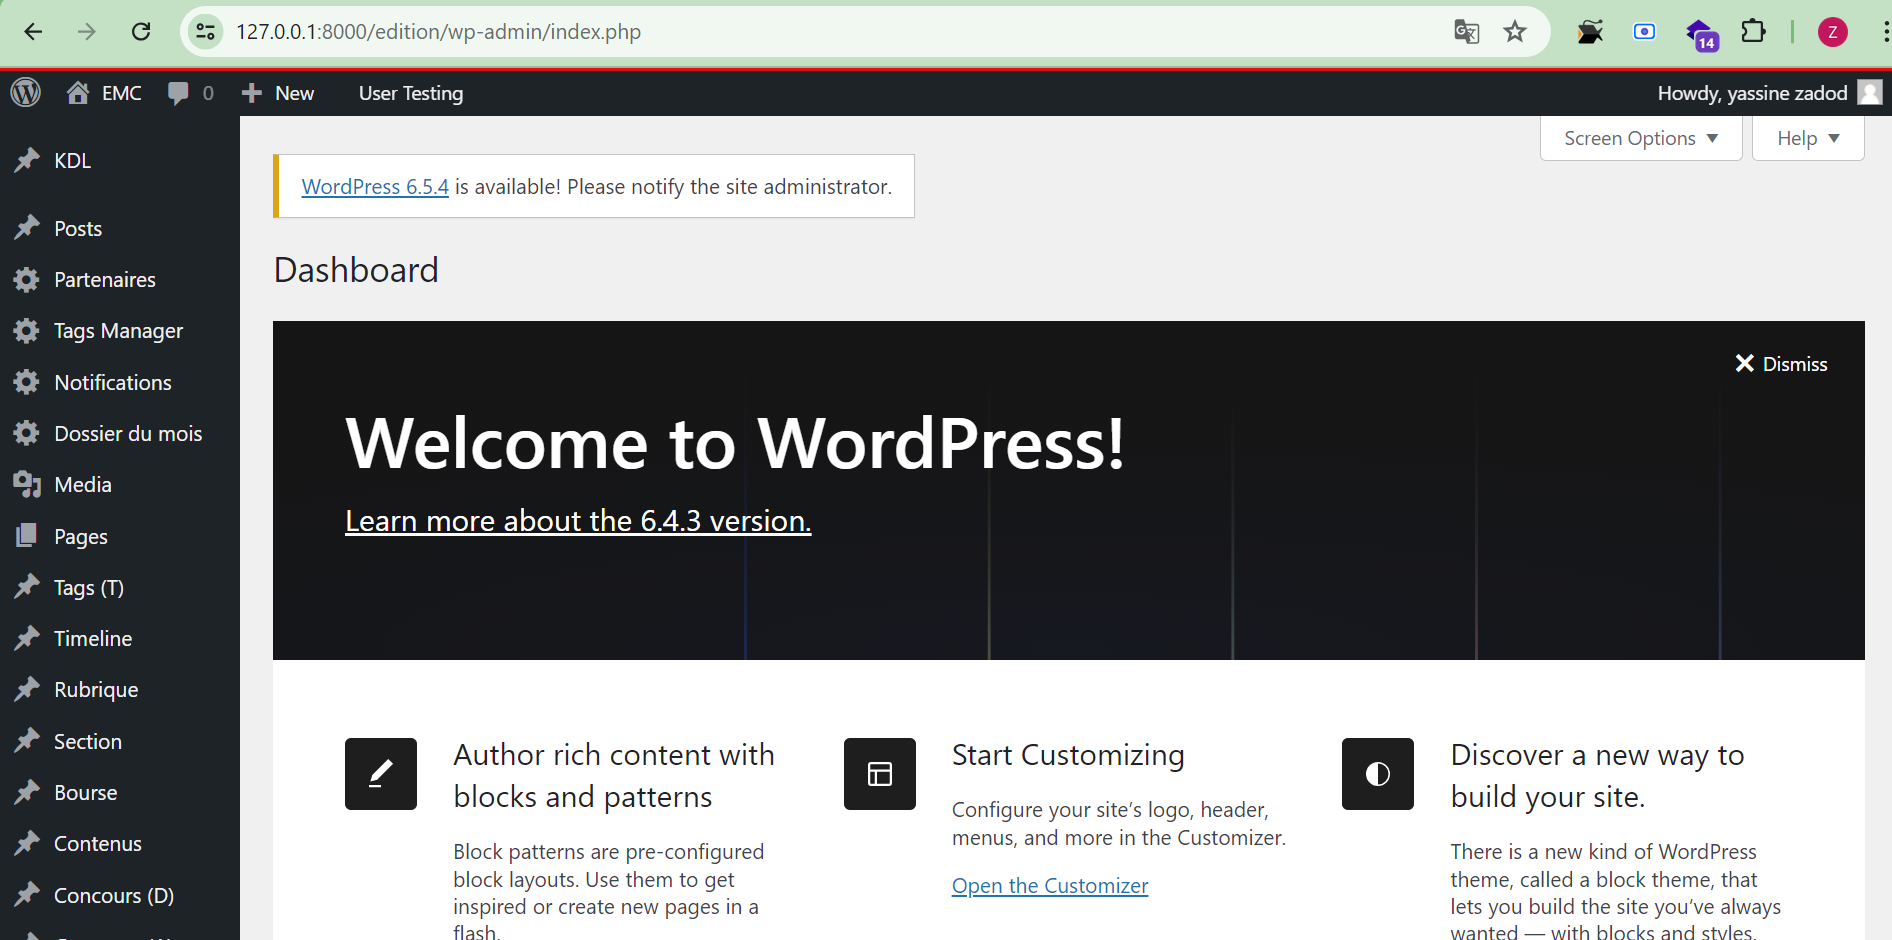 127.0.0.1:8000/edition/wp-admin/index.php
14
Z
EMC
0
New
User Testing
Howdy, yassine zadod
Screen Options
Help
KDL
Posts
Partenaires
Tags Manager
Notifications
Dossier du mois
Media
Pages
Tags (T)
Timeline
Rubrique
Section
Bourse
Contenus
Concours (D)
WordPress 6.5.4 is available! Please notify the site administrator.
Dashboard
Dismiss
Welcome to WordPress!
Learn more about the 6.4.3 version.
Author rich content with
blocks and patterns
Block patterns are pre-configured
block layouts. Use them to get
inspired or create new pages in a
flash.
Start Customizing
Configure your site’s logo, header,
menus, and more in the Customizer.
Open the Customizer
Discover a new way to
build your site.
There is a new kind of WordPress
theme, called a block theme, that
lets you build the site you’ve always
wanted — with blocks and styles.